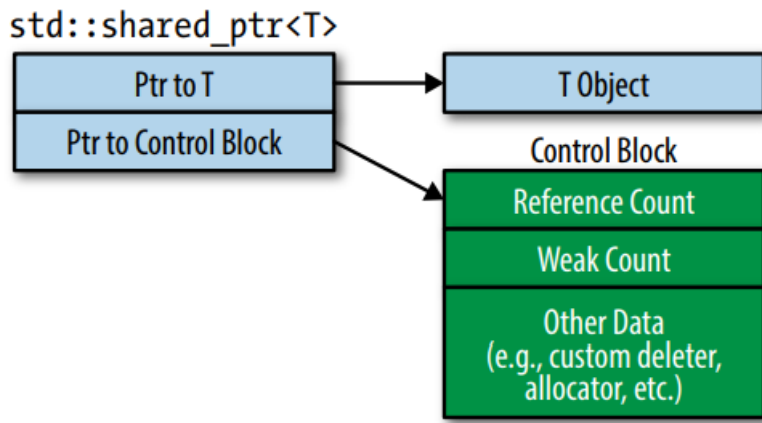 std::shared_ptr<T>
Ptr to T
T Object
Ptr to Control Block
Control Block
Reference Count
Weak Count
Other Data
(e.g., custom deleter,
allocator, etc.)